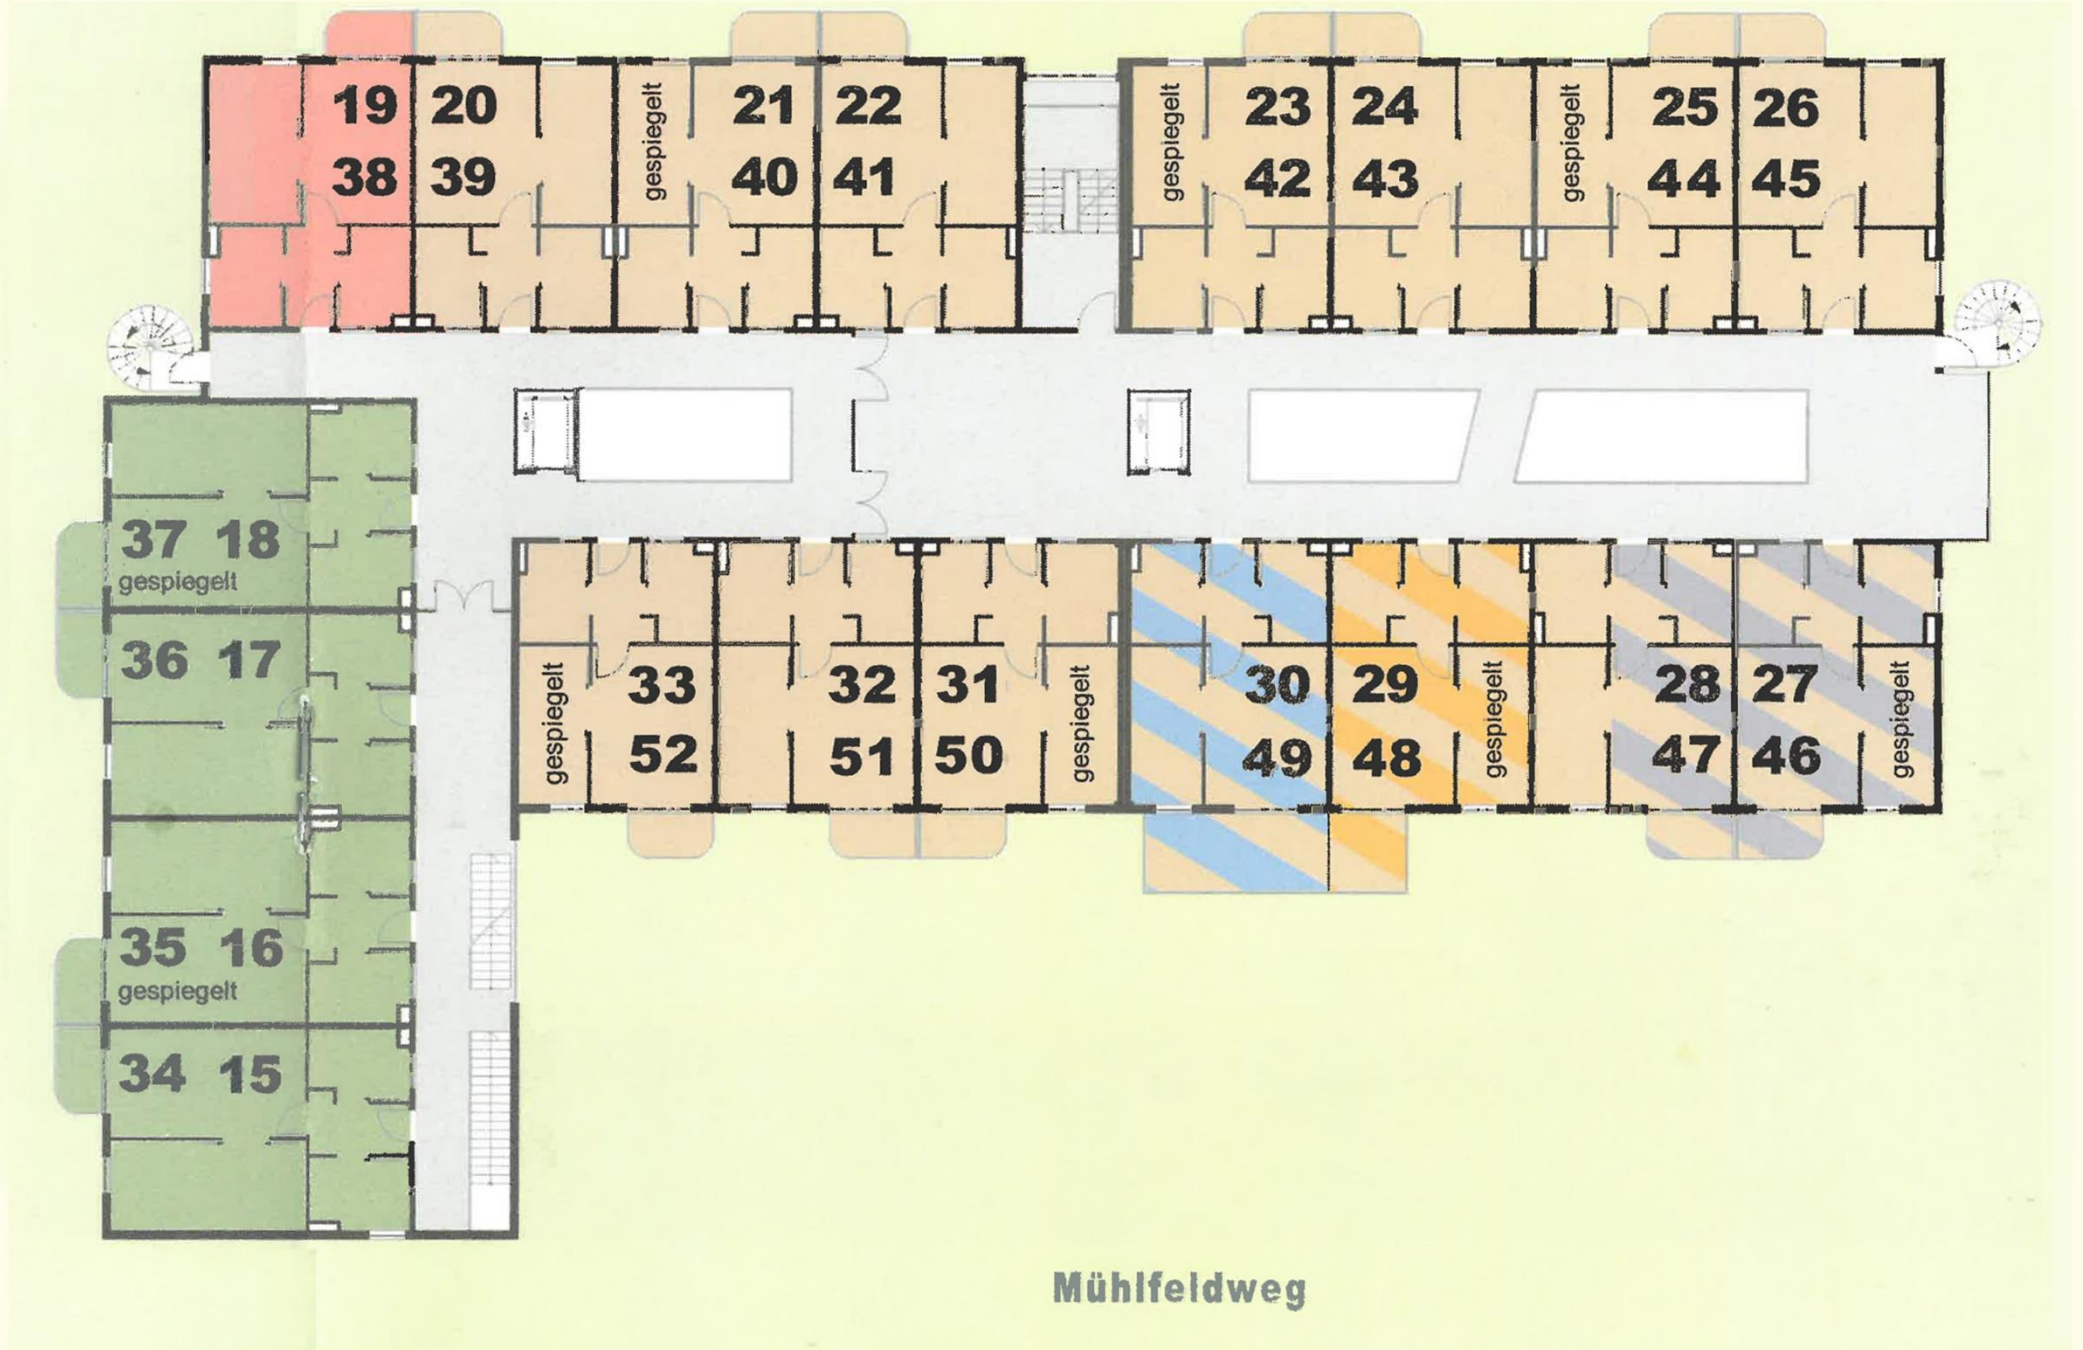 19 20 gespiegelt 21 22 gespiegelt 23 24 gespiegelt 25 26
38 39 40 41 42 43 44 45
37 18
gespiegelt
36 17
33 32 31 30 29 28 27
gespiegelt gespiegelt gespiegelt gespiegelt
52 51 50 49 48 47 46
35 16
gespiegelt
34 15
Mühlfeldweg